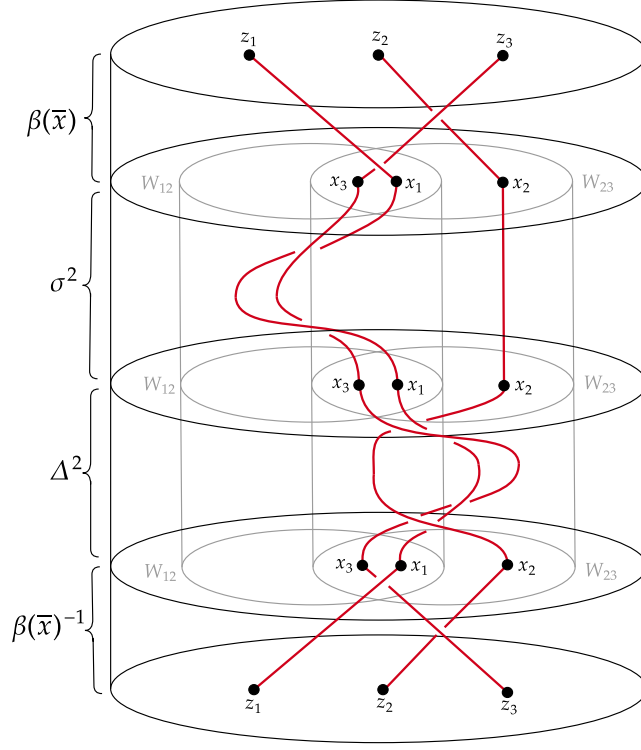 z₁ z₂ z₃
β(x̅)
W₁₂ x₃ x₁ x₂ W₂₃
σ²
W₁₂ x₃ x₁ x₂ W₂₃
Δ²
W₁₂ x₃ x₁ x₂ W₂₃
β(x̅)⁻¹
z₁ z₂ z₃